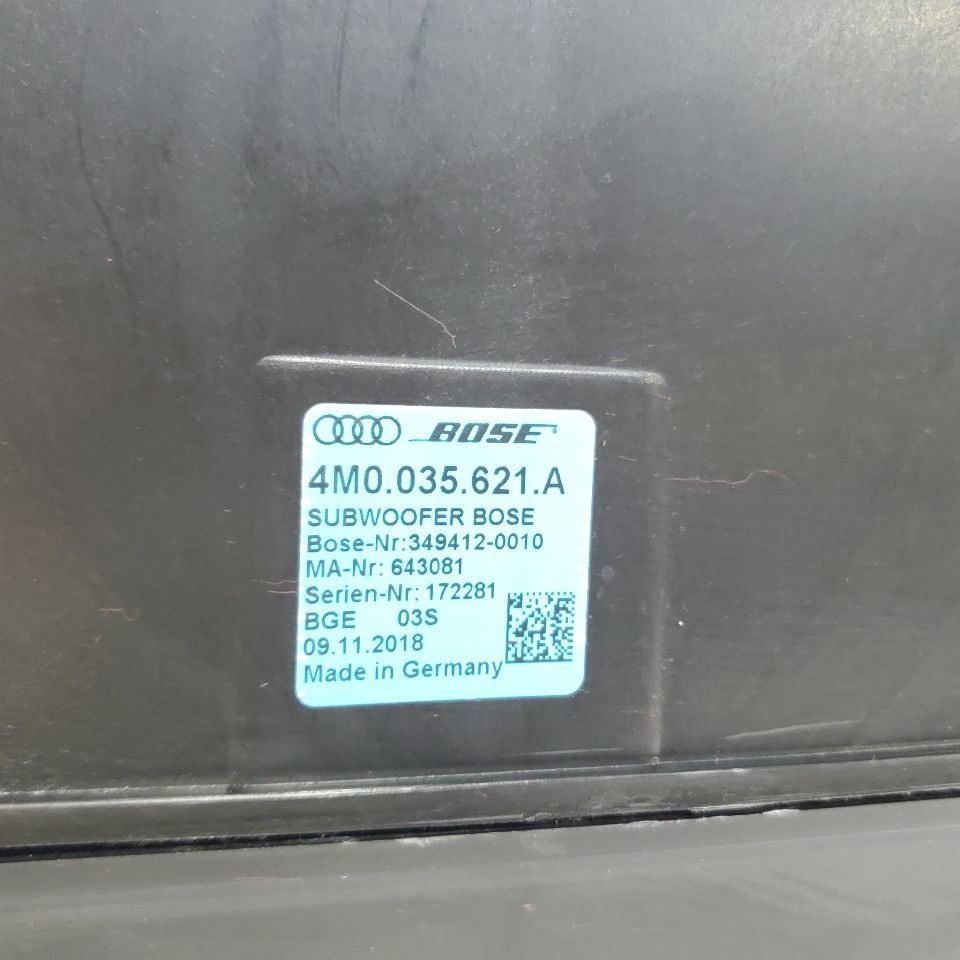 BOSE
4M0.035.621.A
SUBWOOFER BOSE
Bose-Nr:349412-0010
MA-Nr: 643081
Serien-Nr: 172281
BGE 03S
09.11.2018
Made in Germany